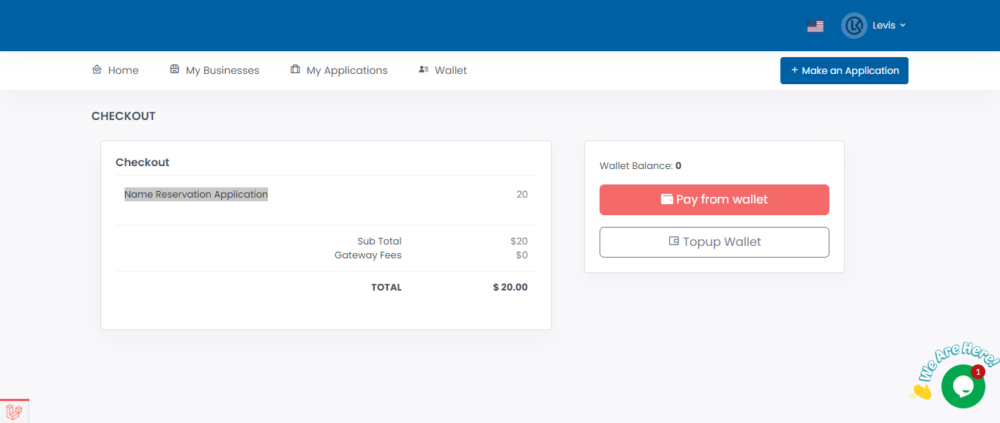 Levis
Home
My Businesses
My Applications
Wallet
+ Make an Application
CHECKOUT
Checkout
Name Reservation Application 20
Sub Total $20
Gateway Fees $0
TOTAL $ 20.00
Wallet Balance: 0
Pay from wallet
Topup Wallet
We Are Here!
1